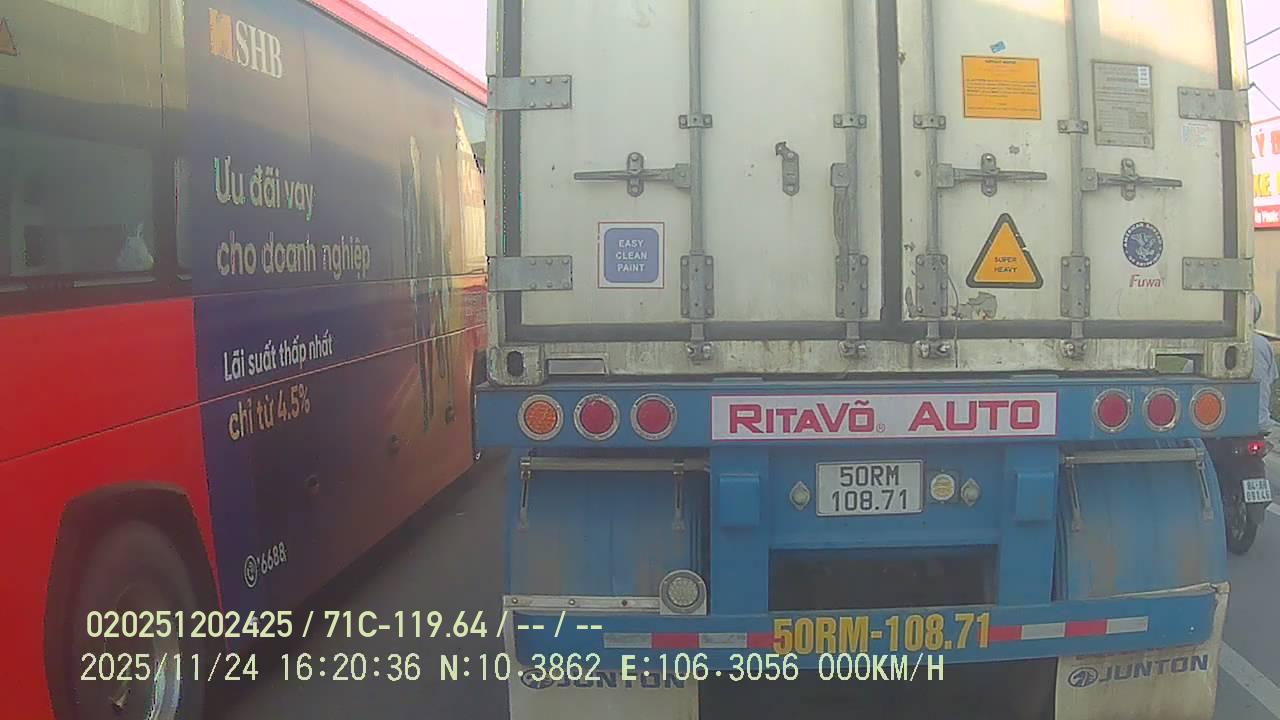 SHB
Ưu đãi vay
cho doanh nghiệp
Lãi suất thấp nhất
chỉ từ 4.5%
*6688
EASY
CLEAN
PAINT
SUPER
HEAVY
Fuwa
RITAVÕ® AUTO
50RM
108.71
50RM-108.71
JUNTON
JUNTON
020251202425 / 71C-119.64 / -- / --
2025/11/24 16:20:36 N:10.3862 E:106.3056 000KM/H